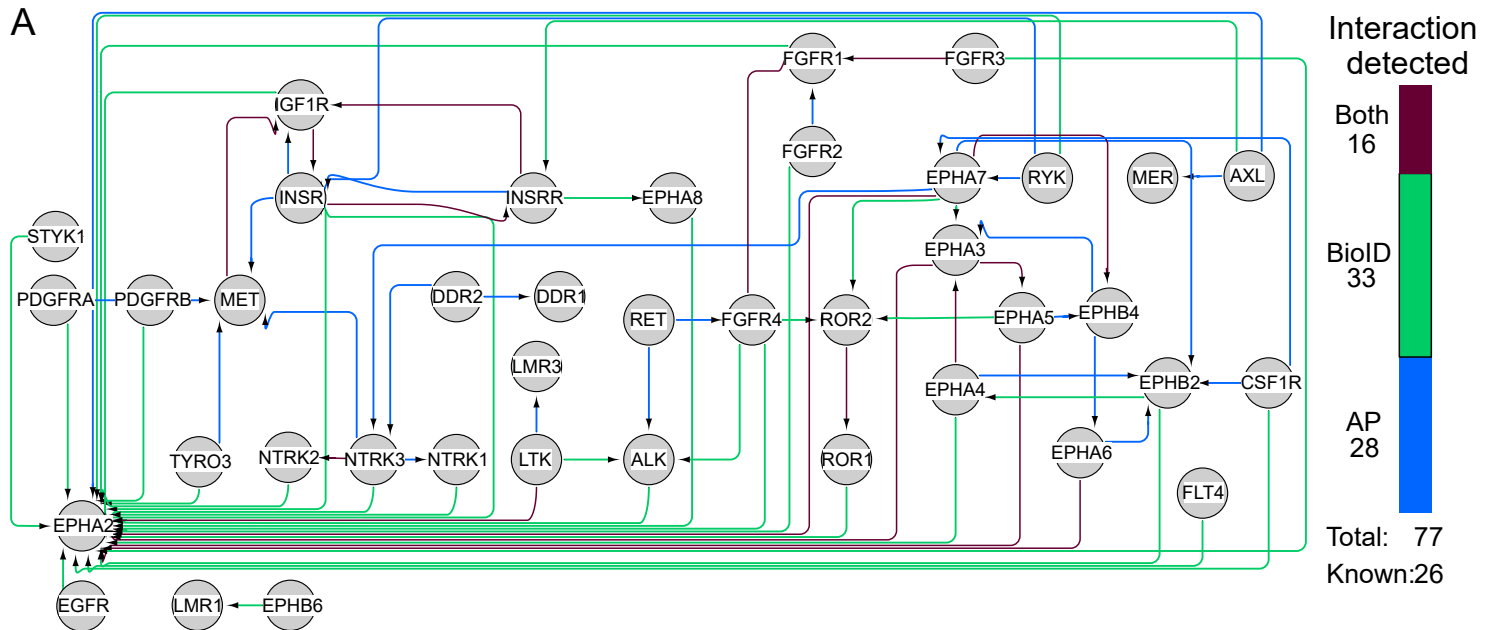 A
FGFR1
FGFR3
IGF1R
FGFR2
EPHA7
RYK
MER
AXL
INSR
INSRR
EPHA8
STYK1
EPHA3
PDGFRA
PDGFRB
MET
DDR2
DDR1
RET
FGFR4
ROR2
EPHA5
EPHB4
LMR3
EPHA4
EPHB2
CSF1R
TYRO3
NTRK2
NTRK3
NTRK1
LTK
ALK
ROR1
EPHA6
FLT4
EPHA2
EGFR
LMR1
EPHB6
Interaction
detected
Both
16
BioID
33
AP
28
Total: 77
Known:26